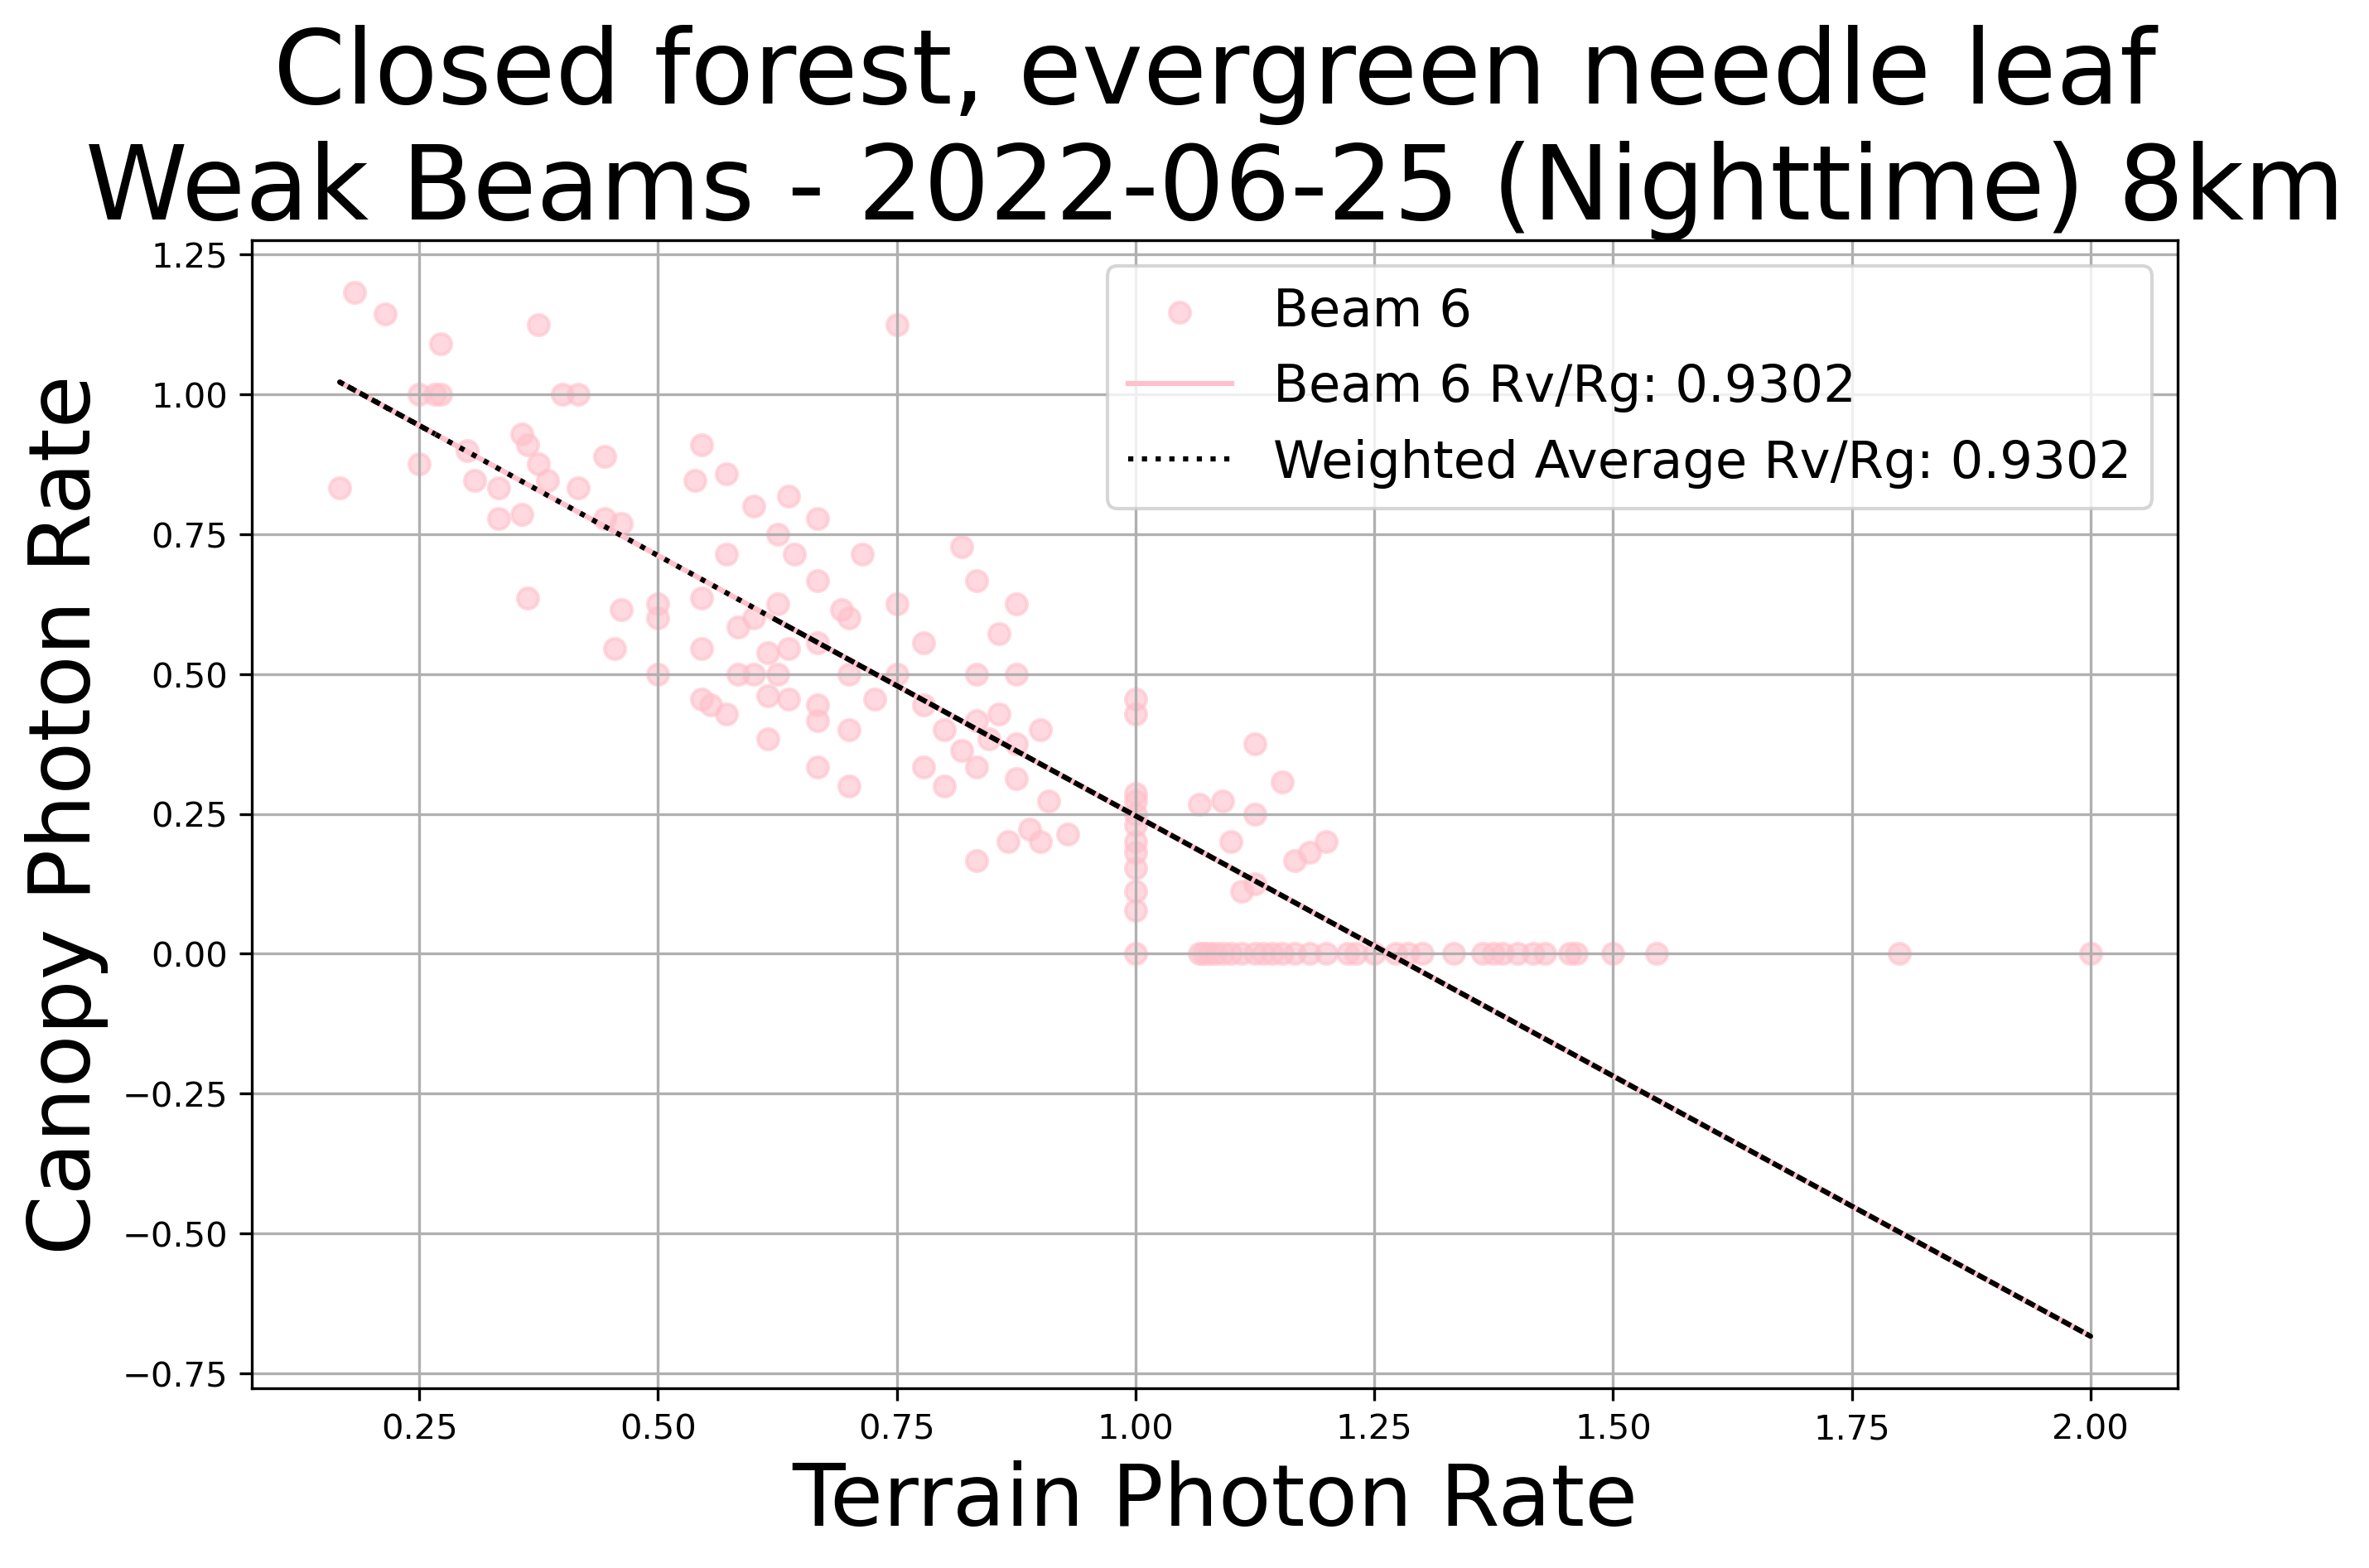 Closed forest, evergreen needle leaf
Weak Beams - 2022-06-25 (Nighttime) 8km
Canopy Photon Rate
1.25
1.00
0.75
0.50
0.25
0.00
−0.25
−0.50
−0.75
Beam 6
Beam 6 Rv/Rg: 0.9302
Weighted Average Rv/Rg: 0.9302
0.25 0.50 0.75 1.00 1.25 1.50 1.75 2.00
Terrain Photon Rate